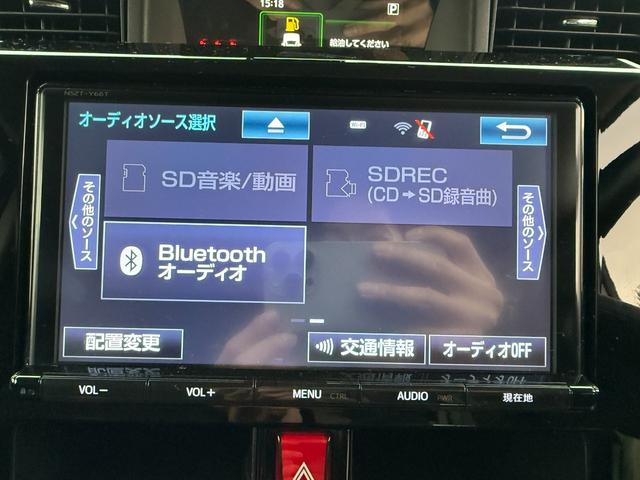 15:18
P
給油してください
NSZT-Y66T
オーディオソース選択
Wi-Fi
SD音楽/動画
SDREC
(CD→SD録音曲)
その他のソース
その他のソース
Bluetooth
オーディオ
配置変更
交通情報
オーディオOFF
VOL−
VOL+
MENU CTRL
AUDIO PWR
現在地